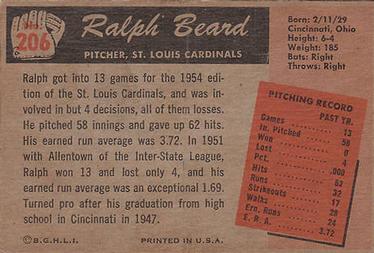 NO.
206
Ralph Beard
PITCHER, ST. LOUIS CARDINALS
Born: 2/11/29
Cincinnati, Ohio
Height: 6-4
Weight: 185
Bats: Right
Throws: Right
Ralph got into 13 games for the 1954 edi-
tion of the St. Louis Cardinals, and was in-
volved in but 4 decisions, all of them losses.
He pitched 58 innings and gave up 62 hits.
His earned run average was 3.72. In 1951
with Allentown of the Inter-State League,
Ralph won 13 and lost only 4, and his
earned run average was an exceptional 1.69.
Turned pro after his graduation from high
school in Cincinnati in 1947.
PITCHING RECORD
PAST YR.
Games 13
In. Pitched 58
Won 0
Lost 4
Pct. .000
Hits 62
Runs 32
Strikeouts 17
Walks 28
Ern. Runs 24
E. R. A. 3.72
©B.G.H.L.I. PRINTED IN U.S.A.